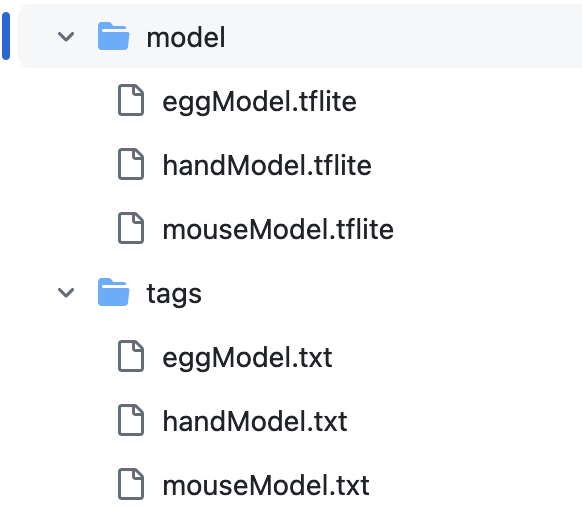 model
eggModel.tflite
handModel.tflite
mouseModel.tflite
tags
eggModel.txt
handModel.txt
mouseModel.txt